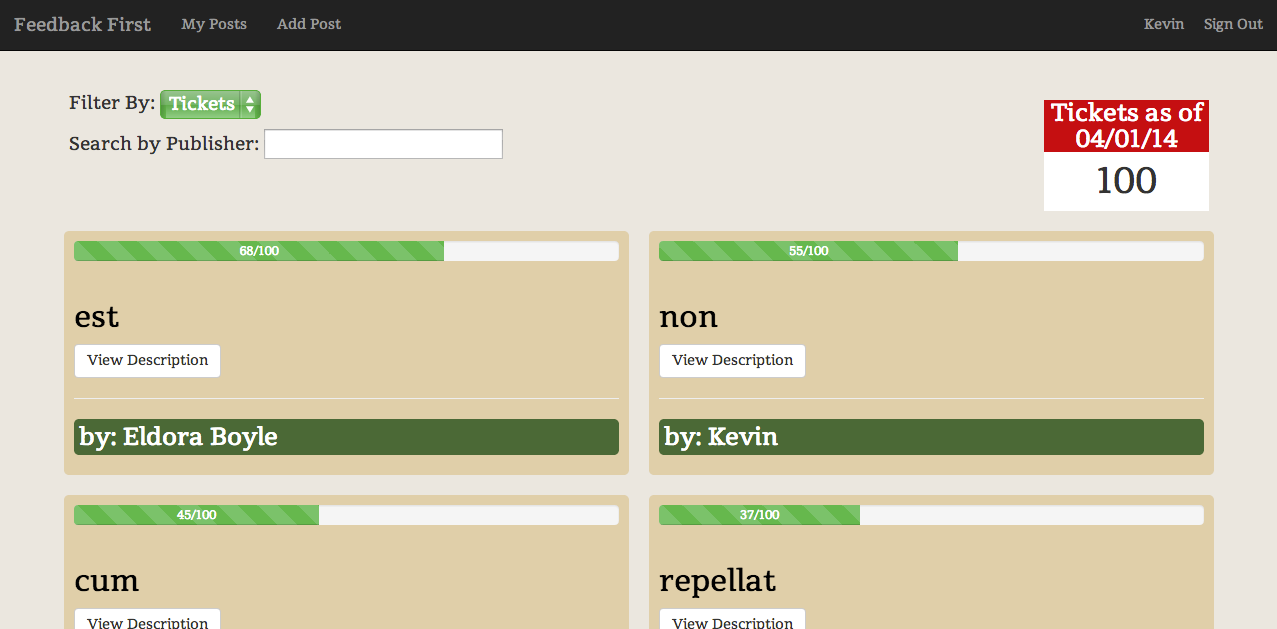 Feedback First My Posts Add Post Kevin Sign Out
Filter By: Tickets
Search by Publisher:
Tickets as of
04/01/14
100
68/100
est
View Description
by: Eldora Boyle
55/100
non
View Description
by: Kevin
45/100
cum
View Description
37/100
repellat
View Description